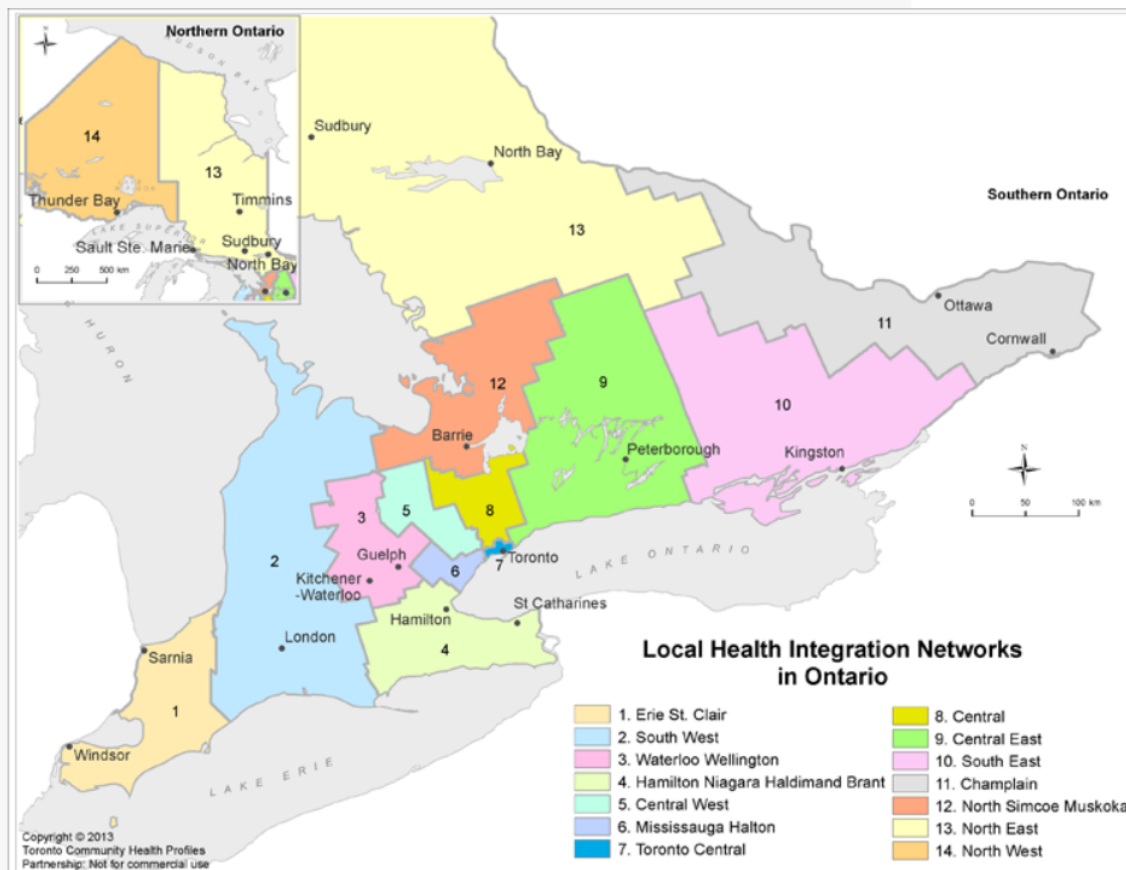 Northern Ontario
HUDSON BAY
14
13
Thunder Bay
Timmins
LAKE SUPERIOR
Sault Ste. Marie
Sudbury
North Bay
0 250 500 km
N
Sudbury
North Bay
Southern Ontario
13
HURON
Ottawa
11
Cornwall
12
9
10
Barrie
Peterborough
Kingston
N
0 50 100 km
5
8
3
2
Guelph
6
7
Toronto
LAKE ONTARIO
Kitchener
-Waterloo
Hamilton
St Catharines
London
4
Sarnia
1
Windsor
LAKE ERIE
Local Health Integration Networks
in Ontario
1. Erie St. Clair
2. South West
3. Waterloo Wellington
4. Hamilton Niagara Haldimand Brant
5. Central West
6. Mississauga Halton
7. Toronto Central
8. Central
9. Central East
10. South East
11. Champlain
12. North Simcoe Muskoka
13. North East
14. North West
Copyright © 2013
Toronto Community Health Profiles
Partnership: Not for commercial use